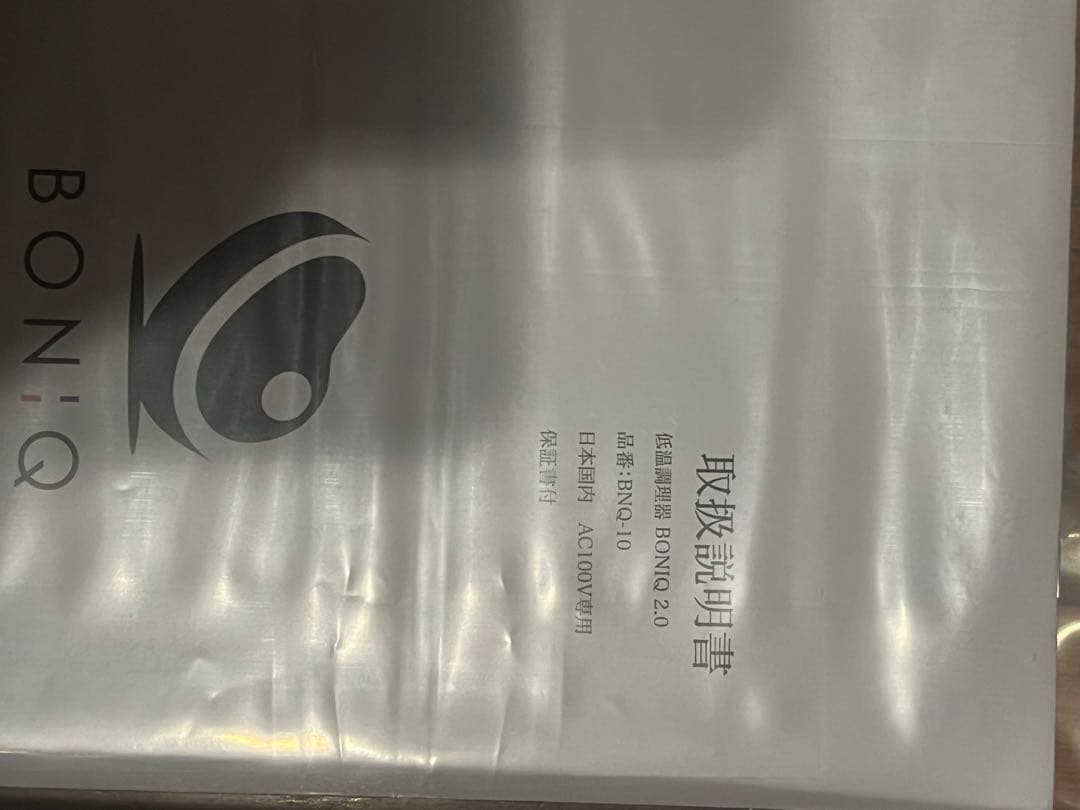 取扱説明書
低温調理器 BONIQ 2.0
品番：BNQ-10
日本国内　AC100V専用
保証書付
BONIQ